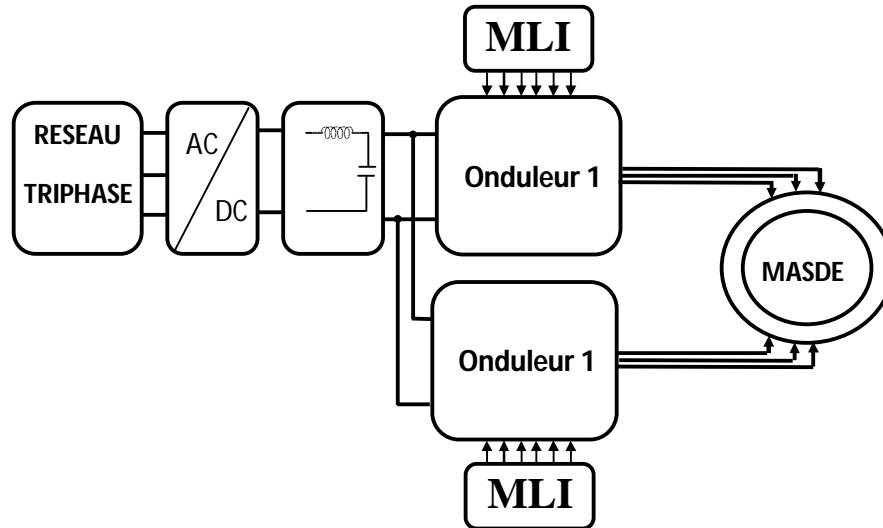 MLI
RESEAU
TRIPHASE
AC
DC
Onduleur 1
MASDE
Onduleur 1
MLI